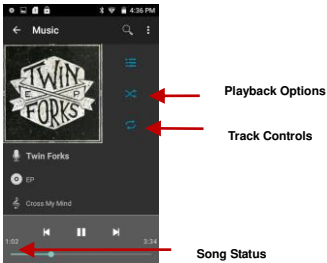 4:36 PM
Music
TWIN
EP
FORKS
Playback Options
Track Controls
Twin Forks
EP
Cross My Mind
1:02
3:34
Song Status